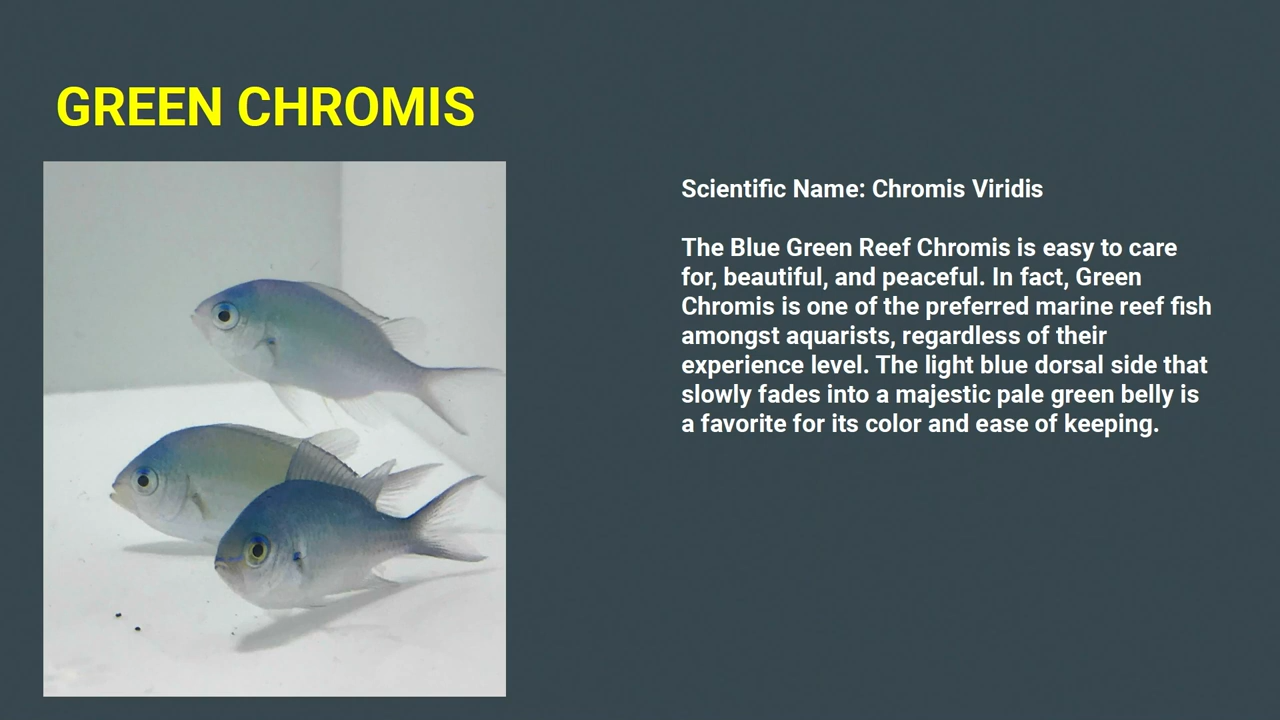 GREEN CHROMIS
Scientific Name: Chromis Viridis
The Blue Green Reef Chromis is easy to care
for, beautiful, and peaceful. In fact, Green
Chromis is one of the preferred marine reef fish
amongst aquarists, regardless of their
experience level. The light blue dorsal side that
slowly fades into a majestic pale green belly is
a favorite for its color and ease of keeping.